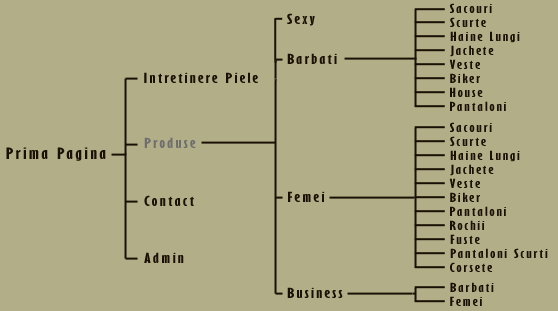 Prima Pagina
Intretinere Piele
Produse
Contact
Admin
Sexy
Barbati
Femei
Business
Sacouri
Scurte
Haine Lungi
Jachete
Veste
Biker
House
Pantaloni
Sacouri
Scurte
Haine Lungi
Jachete
Veste
Biker
Pantaloni
Rochii
Fuste
Pantaloni Scurti
Corsete
Barbati
Femei